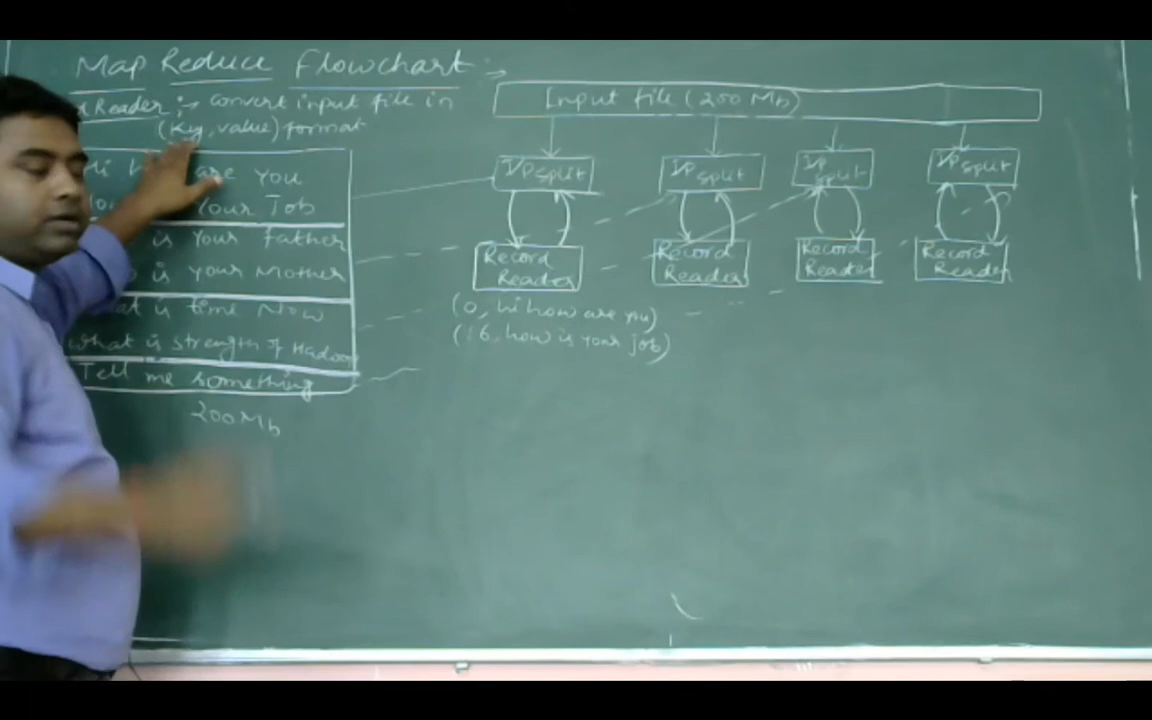 Map Reduce Flowchart :-
Reader :- convert input file in
(Key, value) format
are You
Your Job
is Your father
is Your Mother
is time Now
what is strength of Hadoop
Tell me something
200 Mb
Input file (200 Mb)
I/P Split
I/P Split
I/P Split
I/P Split
Record Reader
Record Reader
Record Reader
Record Reader
(0, hi how are you)
(16, how is your job)